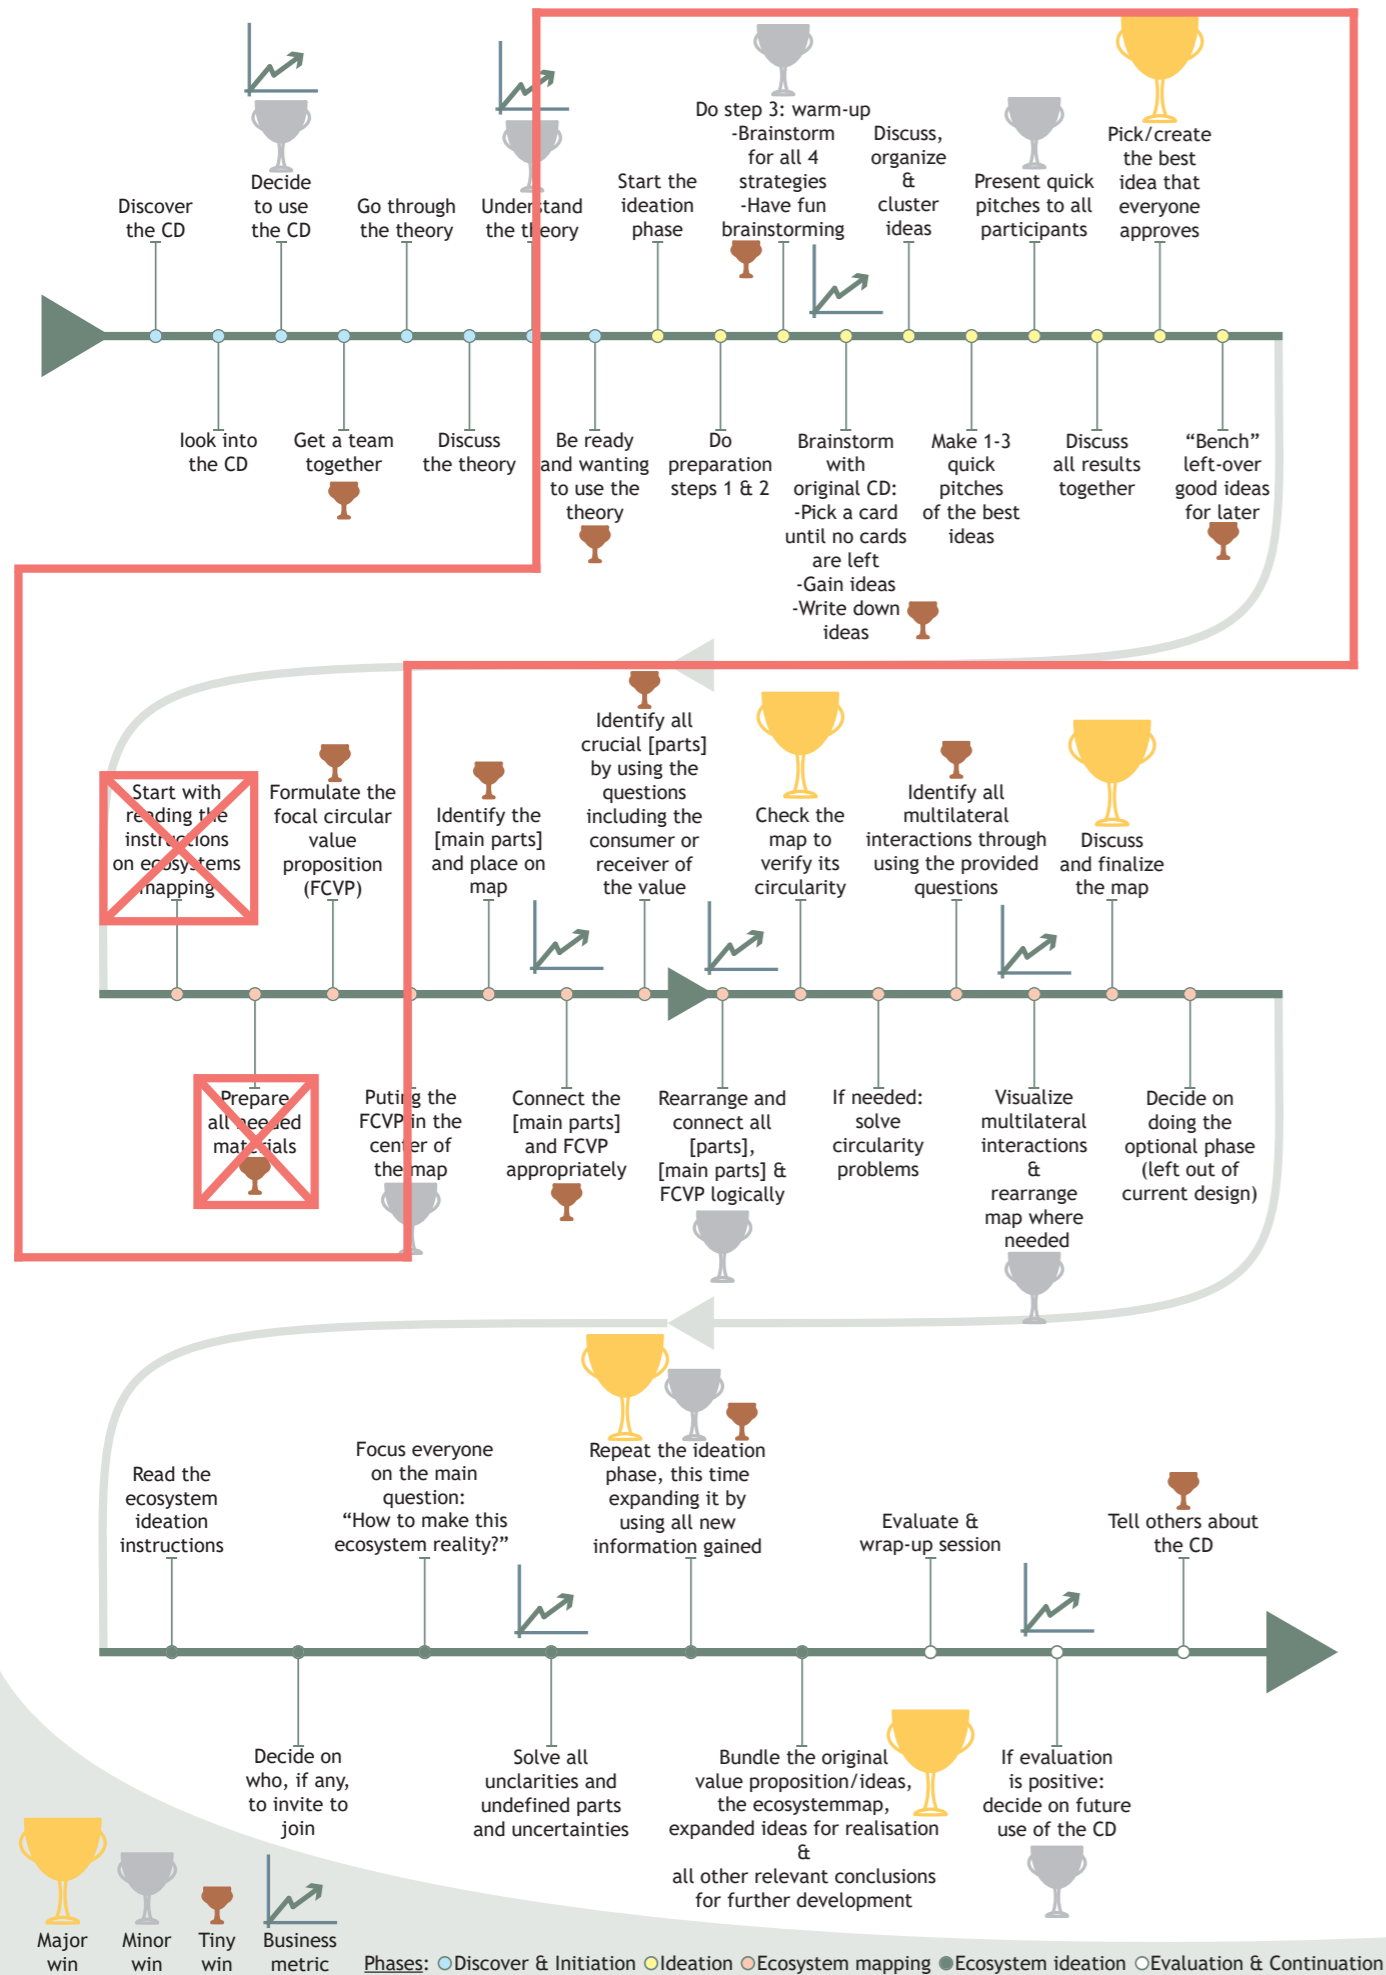 Discover
the CD
Decide
to use
the CD
Go through
the theory
Understand
the theory
Start the
ideation
phase
Do step 3: warm-up
-Brainstorm
for all 4
strategies
-Have fun
brainstorming
Discuss,
organize
&
cluster
ideas
Present quick
pitches to all
participants
Pick/create
the best
idea that
everyone
approves
look into
the CD
Get a team
together
Discuss
the theory
Be ready
and wanting
to use the
theory
Do
preparation
steps 1 & 2
Brainstorm
with
original CD:
-Pick a card
until no cards
are left
-Gain ideas
-Write down
ideas
Make 1-3
quick
pitches
of the best
ideas
Discuss
all results
together
“Bench”
left-over
good ideas
for later
Start with
reading the
instructions
on ecosystems
mapping
Formulate the
focal circular
value
proposition
(FCVP)
Identify the
[main parts]
and place on
map
Identify all
crucial [parts]
by using the
questions
including the
consumer or
receiver of
the value
Check the
map to
verify its
circularity
Identify all
multilateral
interactions through
using the provided
questions
Discuss
and finalize
the map
Prepare
all needed
materials
Puting the
FCVP in the
center of
the map
Connect the
[main parts]
and FCVP
appropriately
Rearrange and
connect all
[parts],
[main parts] &
FCVP logically
If needed:
solve
circularity
problems
Visualize
multilateral
interactions
&
rearrange
map where
needed
Decide on
doing the
optional phase
(left out of
current design)
Read the
ecosystem
ideation
instructions
Focus everyone
on the main
question:
“How to make this
ecosystem reality?”
Repeat the ideation
phase, this time
expanding it by
using all new
information gained
Evaluate &
wrap-up session
Tell others about
the CD
Decide on
who, if any,
to invite to
join
Solve all
unclarities and
undefined parts
and uncertainties
Bundle the original
value proposition/ideas,
the ecosystemmap,
expanded ideas for realisation
&
all other relevant conclusions
for further development
If evaluation
is positive:
decide on future
use of the CD
Major
win
Minor
win
Tiny
win
Business
metric
Phases: Discover & Initiation Ideation Ecosystem mapping Ecosystem ideation Evaluation & Continuation